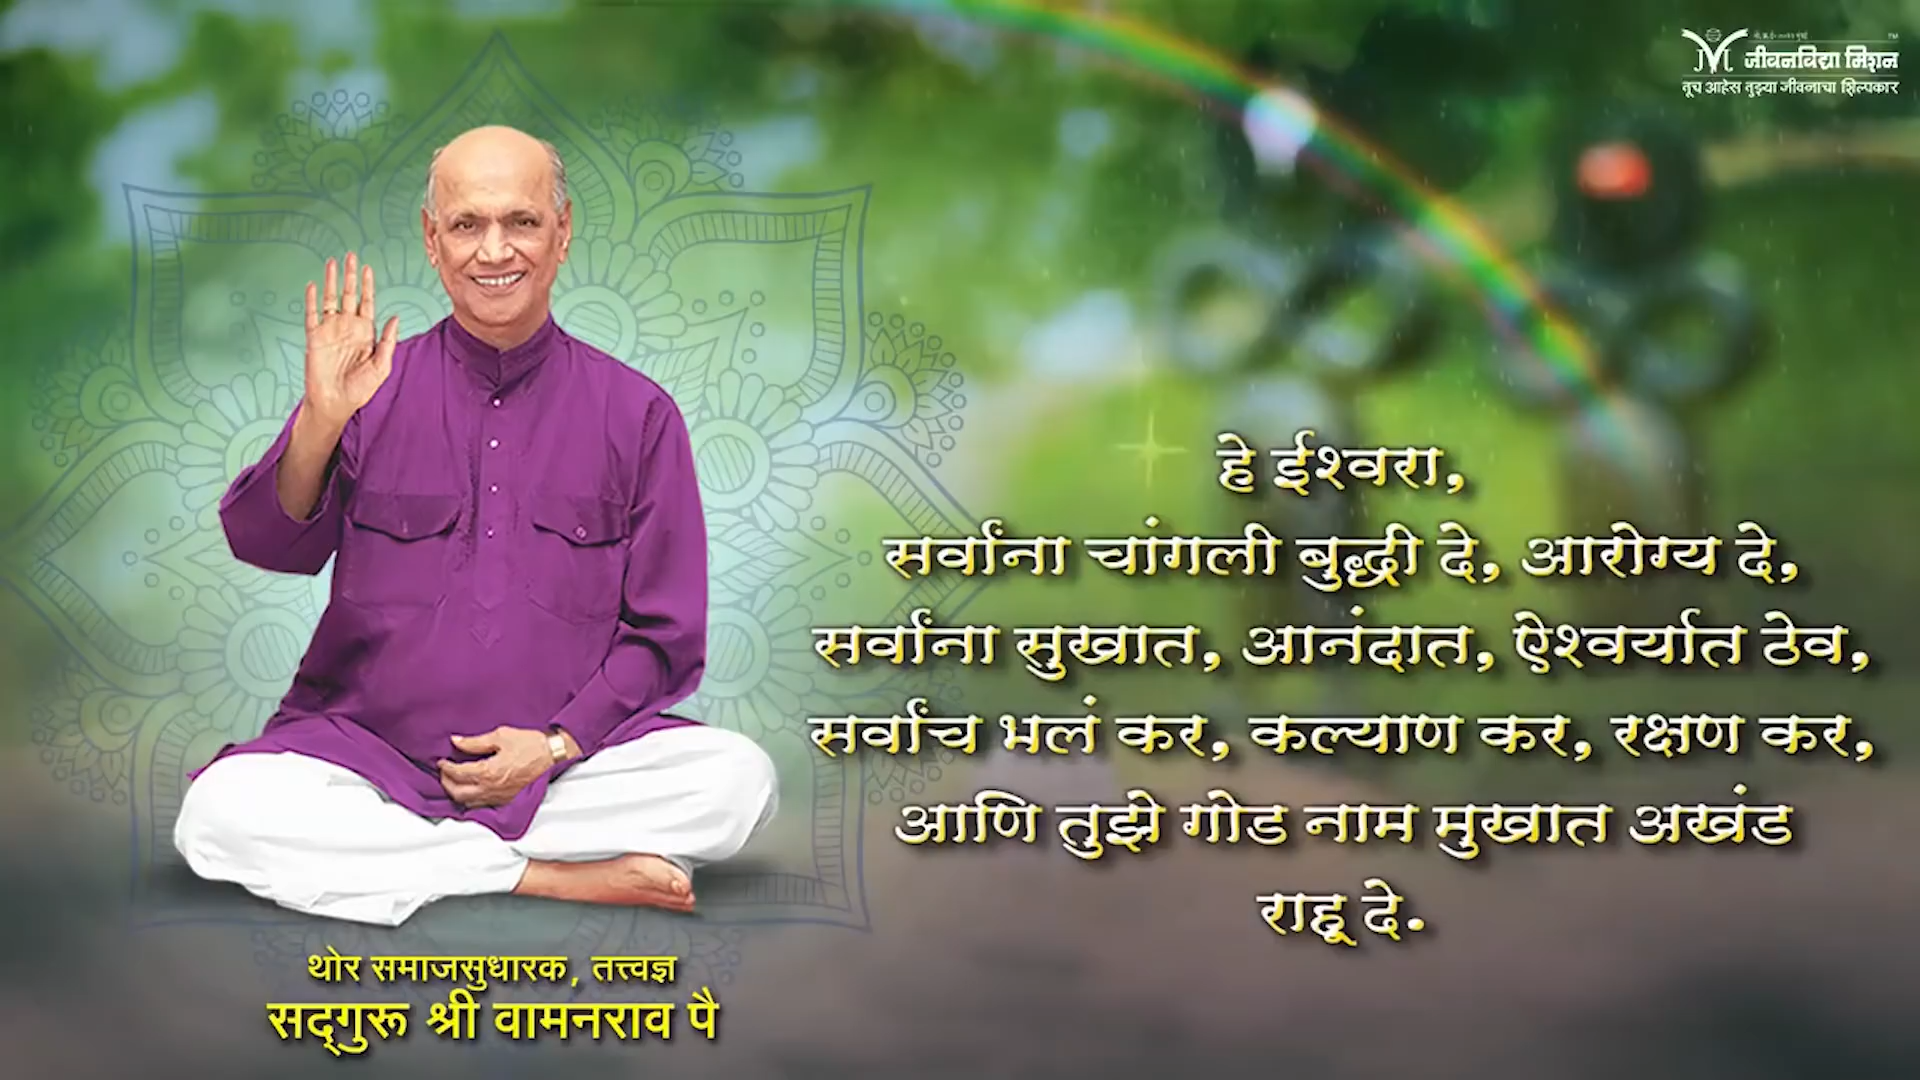 जीवनविद्या मिशन
तूच आहेस तुझ्या जीवनाचा शिल्पकार
हे ईश्वरा,
सर्वांना चांगली बुद्धी दे, आरोग्य दे,
सर्वांना सुखात, आनंदात, ऐश्वर्यात ठेव,
सर्वांच भलं कर, कल्याण कर, रक्षण कर,
आणि तुझे गोड नाम मुखात अखंड
राहू दे.
थोर समाजसुधारक, तत्त्वज्ञ
सद्‌गुरू श्री वामनराव पै